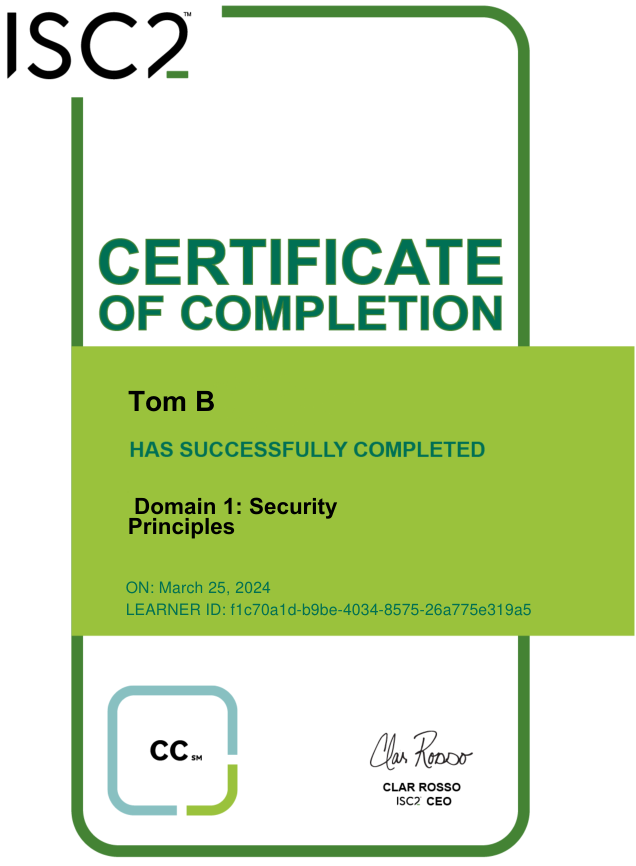 ISC2™
CERTIFICATE
OF COMPLETION
Tom B
HAS SUCCESSFULLY COMPLETED
Domain 1: Security
Principles
ON: March 25, 2024
LEARNER ID: f1c70a1d-b9be-4034-8575-26a775e319a5
CC SM
Clar Rosso
CLAR ROSSO
ISC2 CEO